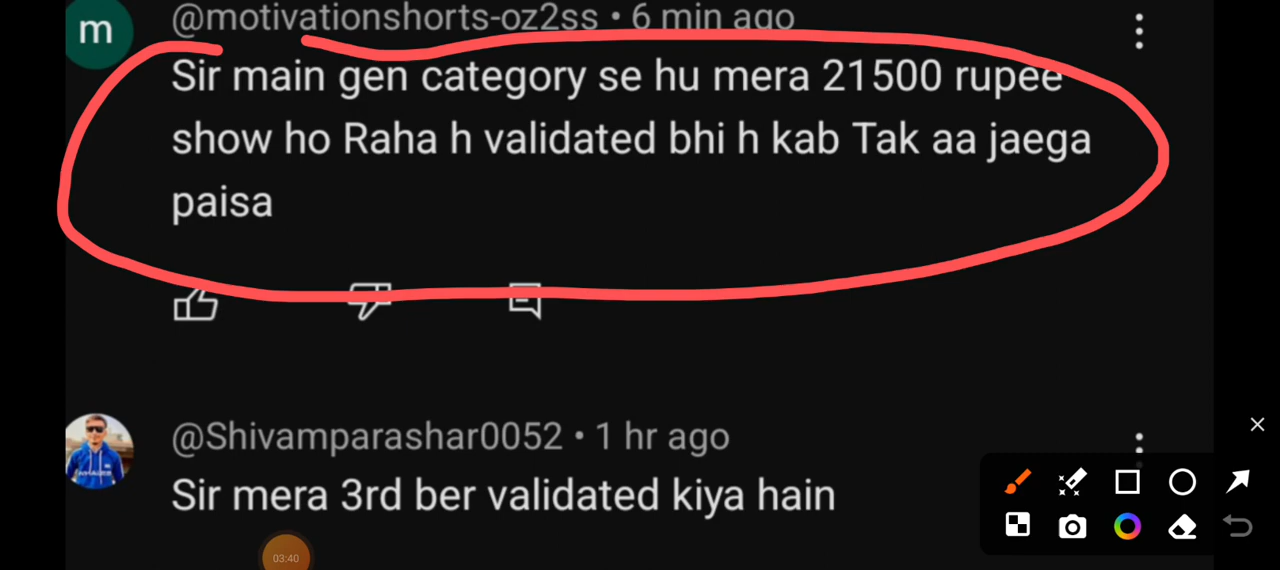 m
@motivationshorts-oz2ss • 6 min ago
Sir main gen category se hu mera 21500 rupee
show ho Raha h validated bhi h kab Tak aa jaega
paisa
@Shivamparashar0052 • 1 hr ago
Sir mera 3rd ber validated kiya hain
03:40